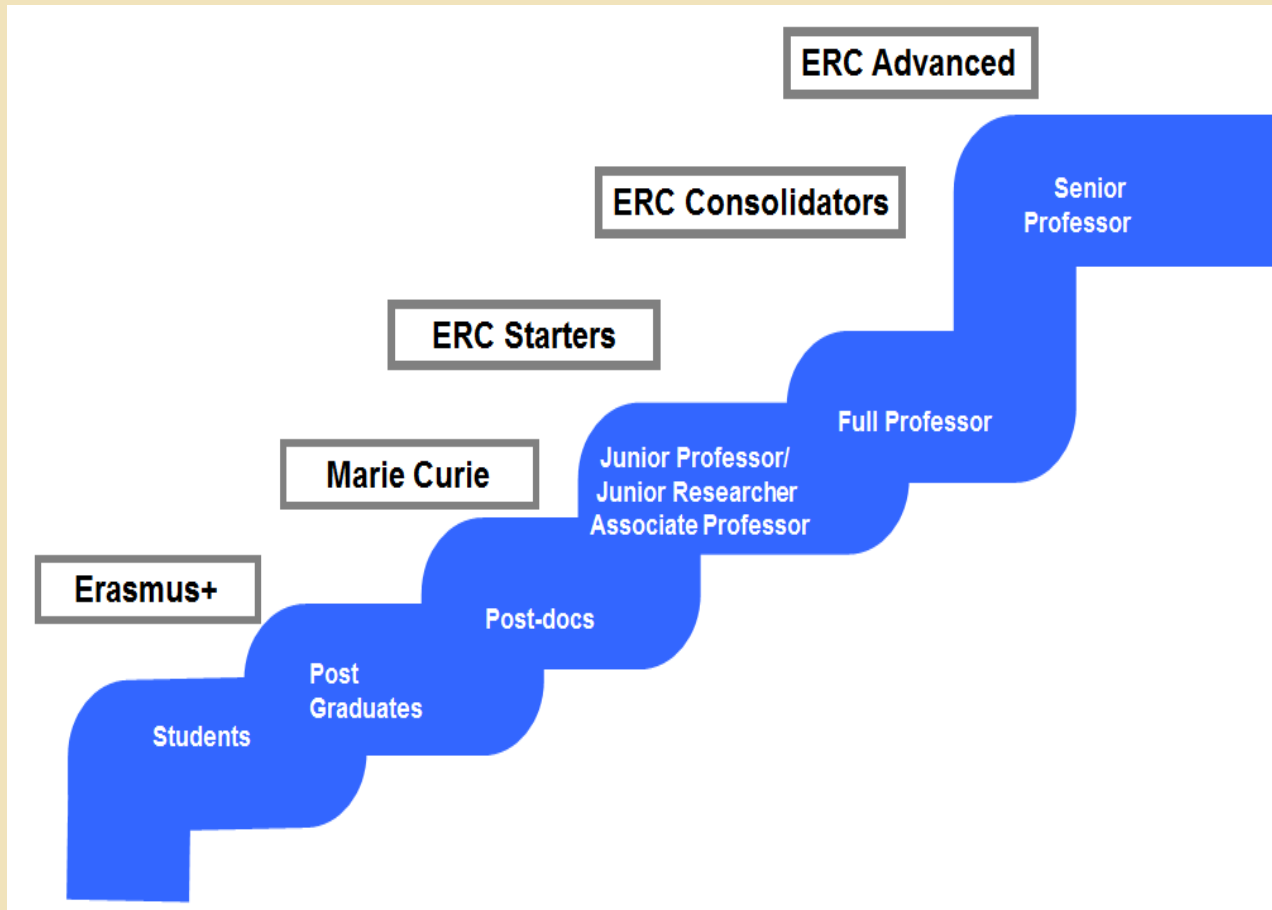 ERC Advanced
Senior
Professor
ERC Consolidators
ERC Starters
Full Professor
Junior Professor/
Junior Researcher
Associate Professor
Marie Curie
Post-docs
Erasmus+
Post
Graduates
Students